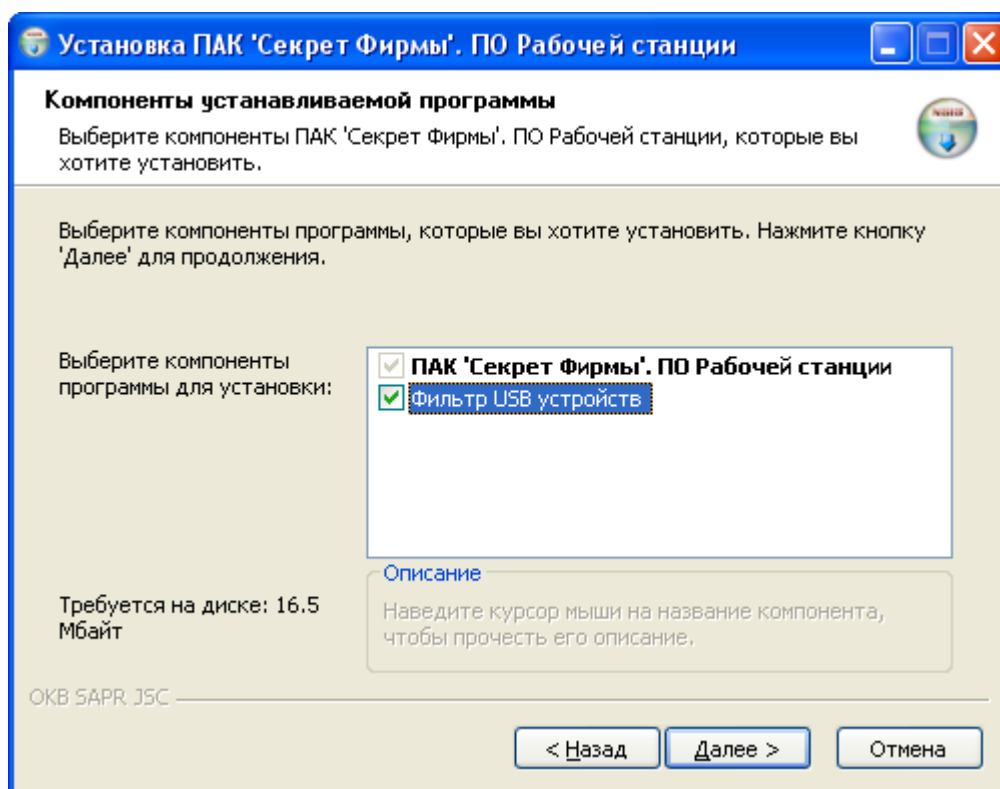 Установка ПАК 'Секрет Фирмы'. ПО Рабочей станции
Компоненты устанавливаемой программы
Выберите компоненты ПАК 'Секрет Фирмы'. ПО Рабочей станции, которые вы
хотите установить.
NSIS
Выберите компоненты программы, которые вы хотите установить. Нажмите кнопку
'Далее' для продолжения.
Выберите компоненты
программы для установки:
ПАК 'Секрет Фирмы'. ПО Рабочей станции
Фильтр USB устройств
Описание
Наведите курсор мыши на название компонента,
чтобы прочесть его описание.
Требуется на диске: 16.5
Мбайт
OKB SAPR JSC
< Назад
Далее >
Отмена